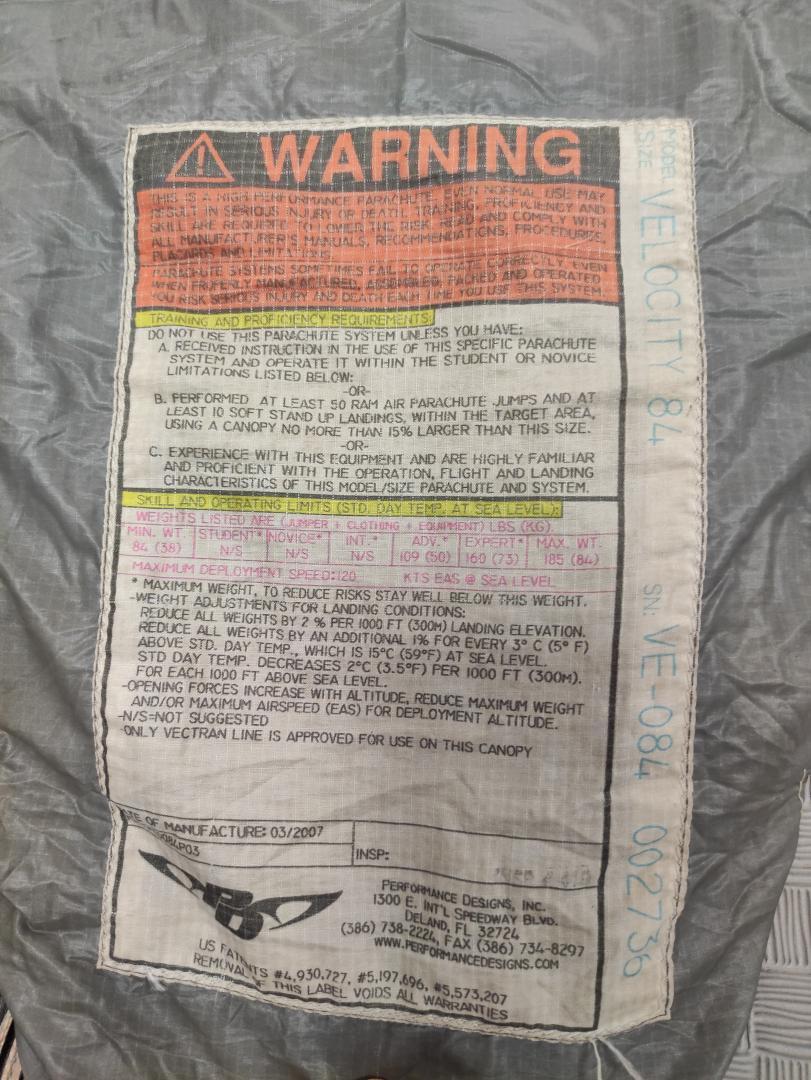 WARNING
THIS IS A HIGH PERFORMANCE PARACHUTE. EVEN NORMAL USE MAY
RESULT IN SERIOUS INJURY OR DEATH. TRAINING, PROFICIENCY AND
SKILL ARE REQUIRED TO LOWER THE RISK. READ AND COMPLY WITH
ALL MANUFACTURER'S MANUALS, RECOMMENDATIONS, PROCEDURES,
PLACARDS AND LIMITATIONS.
PARACHUTE SYSTEMS SOMETIMES FAIL TO OPERATE CORRECTLY, EVEN
WHEN PROPERLY MANUFACTURED, ASSEMBLED, PACKED AND OPERATED
YOU RISK SERIOUS INJURY AND DEATH EACH TIME YOU USE THIS SYSTEM
TRAINING AND PROFICIENCY REQUIREMENTS:
DO NOT USE THIS PARACHUTE SYSTEM UNLESS YOU HAVE:
A. RECEIVED INSTRUCTION IN THE USE OF THIS SPECIFIC PARACHUTE
SYSTEM AND OPERATE IT WITHIN THE STUDENT OR NOVICE
LIMITATIONS LISTED BELOW:
-OR-
B. PERFORMED AT LEAST 50 RAM AIR PARACHUTE JUMPS AND AT
LEAST 10 SOFT STAND UP LANDINGS, WITHIN THE TARGET AREA,
USING A CANOPY NO MORE THAN 15% LARGER THAN THIS SIZE.
-OR-
C. EXPERIENCE WITH THIS EQUIPMENT AND ARE HIGHLY FAMILIAR
AND PROFICIENT WITH THE OPERATION, FLIGHT AND LANDING
CHARACTERISTICS OF THIS MODEL/SIZE PARACHUTE AND SYSTEM.
SKILL AND OPERATING LIMITS (STD. DAY TEMP. AT SEA LEVEL):
WEIGHTS LISTED ARE (JUMPER + CLOTHING + EQUIPMENT) LBS (KG)
MIN. WT. STUDENT* NOVICE* INT.* ADV.* EXPERT* MAX. WT.
84 (38) N/S N/S N/S 109 (50) 160 (73) 185 (84)
MAXIMUM DEPLOYMENT SPEED:120 KTS EAS @ SEA LEVEL
* MAXIMUM WEIGHT, TO REDUCE RISKS STAY WELL BELOW THIS WEIGHT.
-WEIGHT ADJUSTMENTS FOR LANDING CONDITIONS:
REDUCE ALL WEIGHTS BY 2 % PER 1000 FT (300M) LANDING ELEVATION.
REDUCE ALL WEIGHTS BY AN ADDITIONAL 1% FOR EVERY 3° C (5° F)
ABOVE STD. DAY TEMP., WHICH IS 15°C (59°F) AT SEA LEVEL.
STD DAY TEMP. DECREASES 2°C (3.5°F) PER 1000 FT (300M).
FOR EACH 1000 FT ABOVE SEA LEVEL.
-OPENING FORCES INCREASE WITH ALTITUDE, REDUCE MAXIMUM WEIGHT
AND/OR MAXIMUM AIRSPEED (EAS) FOR DEPLOYMENT ALTITUDE.
-N/S=NOT SUGGESTED
-ONLY VECTRAN LINE IS APPROVED FOR USE ON THIS CANOPY
OF MANUFACTURE: 03/2007
INSP:
PD
PERFORMANCE DESIGNS, INC.
1300 E. INT'L SPEEDWAY BLVD.
DELAND, FL 32724
(386) 738-2224, FAX (386) 734-8297
WWW.PERFORMANCEDESIGNS.COM
US PATENTS #4,930,727, #5,197,696, #5,573,207
REMOVAL OF THIS LABEL VOIDS ALL WARRANTIES
MODEL
SIZE VELOCITY 84
SN: VE-084 002736